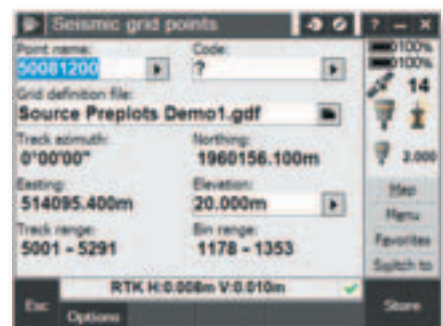 Seismic grid points
? – X
Point name:
Code:
50081200
?
Grid definition file:
Source Preplots Demo1.gdf
Track azimuth:
Northing:
0°00'00"
1960156.100m
Easting:
Elevation:
514095.400m
20.000m
Track range:
Bin range:
5001 - 5291
1178 - 1353
100%
100%
14
2.000
Map
Menu
Favorites
Switch to
RTK H:0.008m V:0.010m
Esc
Options
Store